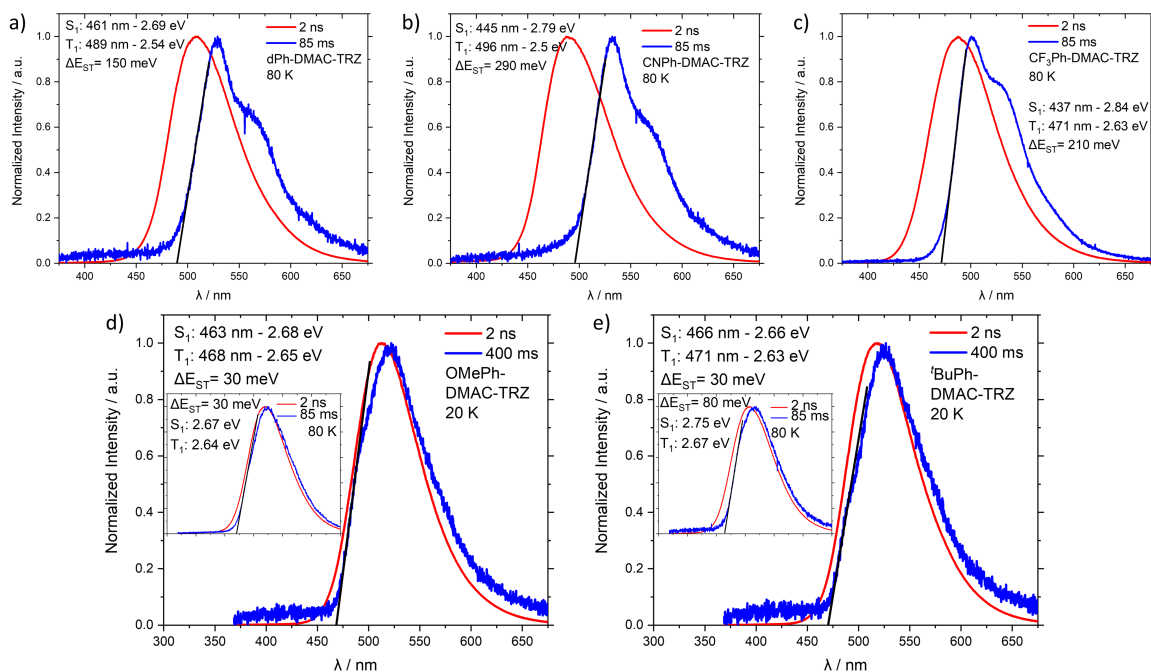 a)
S₁: 461 nm - 2.69 eV
T₁: 489 nm - 2.54 eV
ΔE_ST= 150 meV
2 ns
85 ms
dPh-DMAC-TRZ
80 K
Normalized Intensity / a.u.
1.0
0.8
0.6
0.4
0.2
0.0
400 450 500 550 600 650
λ / nm
b)
S₁: 445 nm - 2.79 eV
T₁: 496 nm - 2.5 eV
ΔE_ST= 290 meV
2 ns
85 ms
CNPh-DMAC-TRZ
80 K
Normalized Intensity / a.u.
1.0
0.8
0.6
0.4
0.2
0.0
400 450 500 550 600 650
λ / nm
c)
2 ns
85 ms
CF₃Ph-DMAC-TRZ
80 K
S₁: 437 nm - 2.84 eV
T₁: 471 nm - 2.63 eV
ΔE_ST= 210 meV
Normalized Intensity / a.u.
1.0
0.8
0.6
0.4
0.2
0.0
400 450 500 550 600 650
λ / nm
d)
S₁: 463 nm - 2.68 eV
T₁: 468 nm - 2.65 eV
ΔE_ST= 30 meV
2 ns
400 ms
OMePh-
DMAC-TRZ
20 K
ΔE_ST= 30 meV
S₁: 2.67 eV
T₁: 2.64 eV
2 ns
85 ms
80 K
Normalized Intensity / a.u.
1.0
0.8
0.6
0.4
0.2
0.0
300 350 400 450 500 550 600 650
λ / nm
e)
S₁: 466 nm - 2.66 eV
T₁: 471 nm - 2.63 eV
ΔE_ST= 30 meV
2 ns
400 ms
ᵗBuPh-
DMAC-TRZ
20 K
ΔE_ST= 80 meV
S₁: 2.75 eV
T₁: 2.67 eV
2 ns
85 ms
80 K
Normalized Intensity / a.u.
1.0
0.8
0.6
0.4
0.2
0.0
300 350 400 450 500 550 600 650
λ / nm